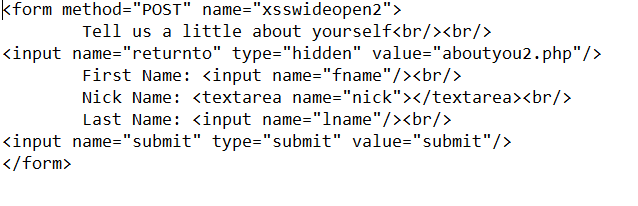 <form method="POST" name="xsswideopen2">
Tell us a little about yourself<br/><br/>
<input name="returnto" type="hidden" value="aboutyou2.php"/>
First Name: <input name="fname"/><br/>
Nick Name: <textarea name="nick"></textarea><br/>
Last Name: <input name="lname"/><br/>
<input name="submit" type="submit" value="submit"/>
</form>